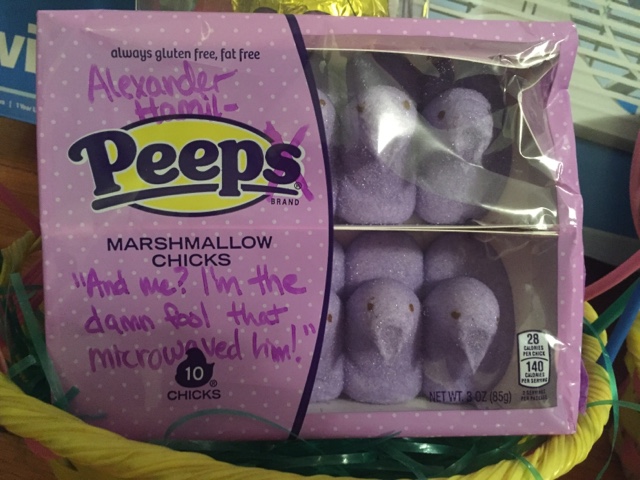 always gluten free, fat free
Alexander
Hamil-
Peeps®
BRAND
MARSHMALLOW
CHICKS
"And me? I'm the
damn fool that
microwaved him!"
10
CHICKS
28
CALORIES
PER CHICK
140
CALORIES
PER SERVING
NET WT. 3 OZ (85g)